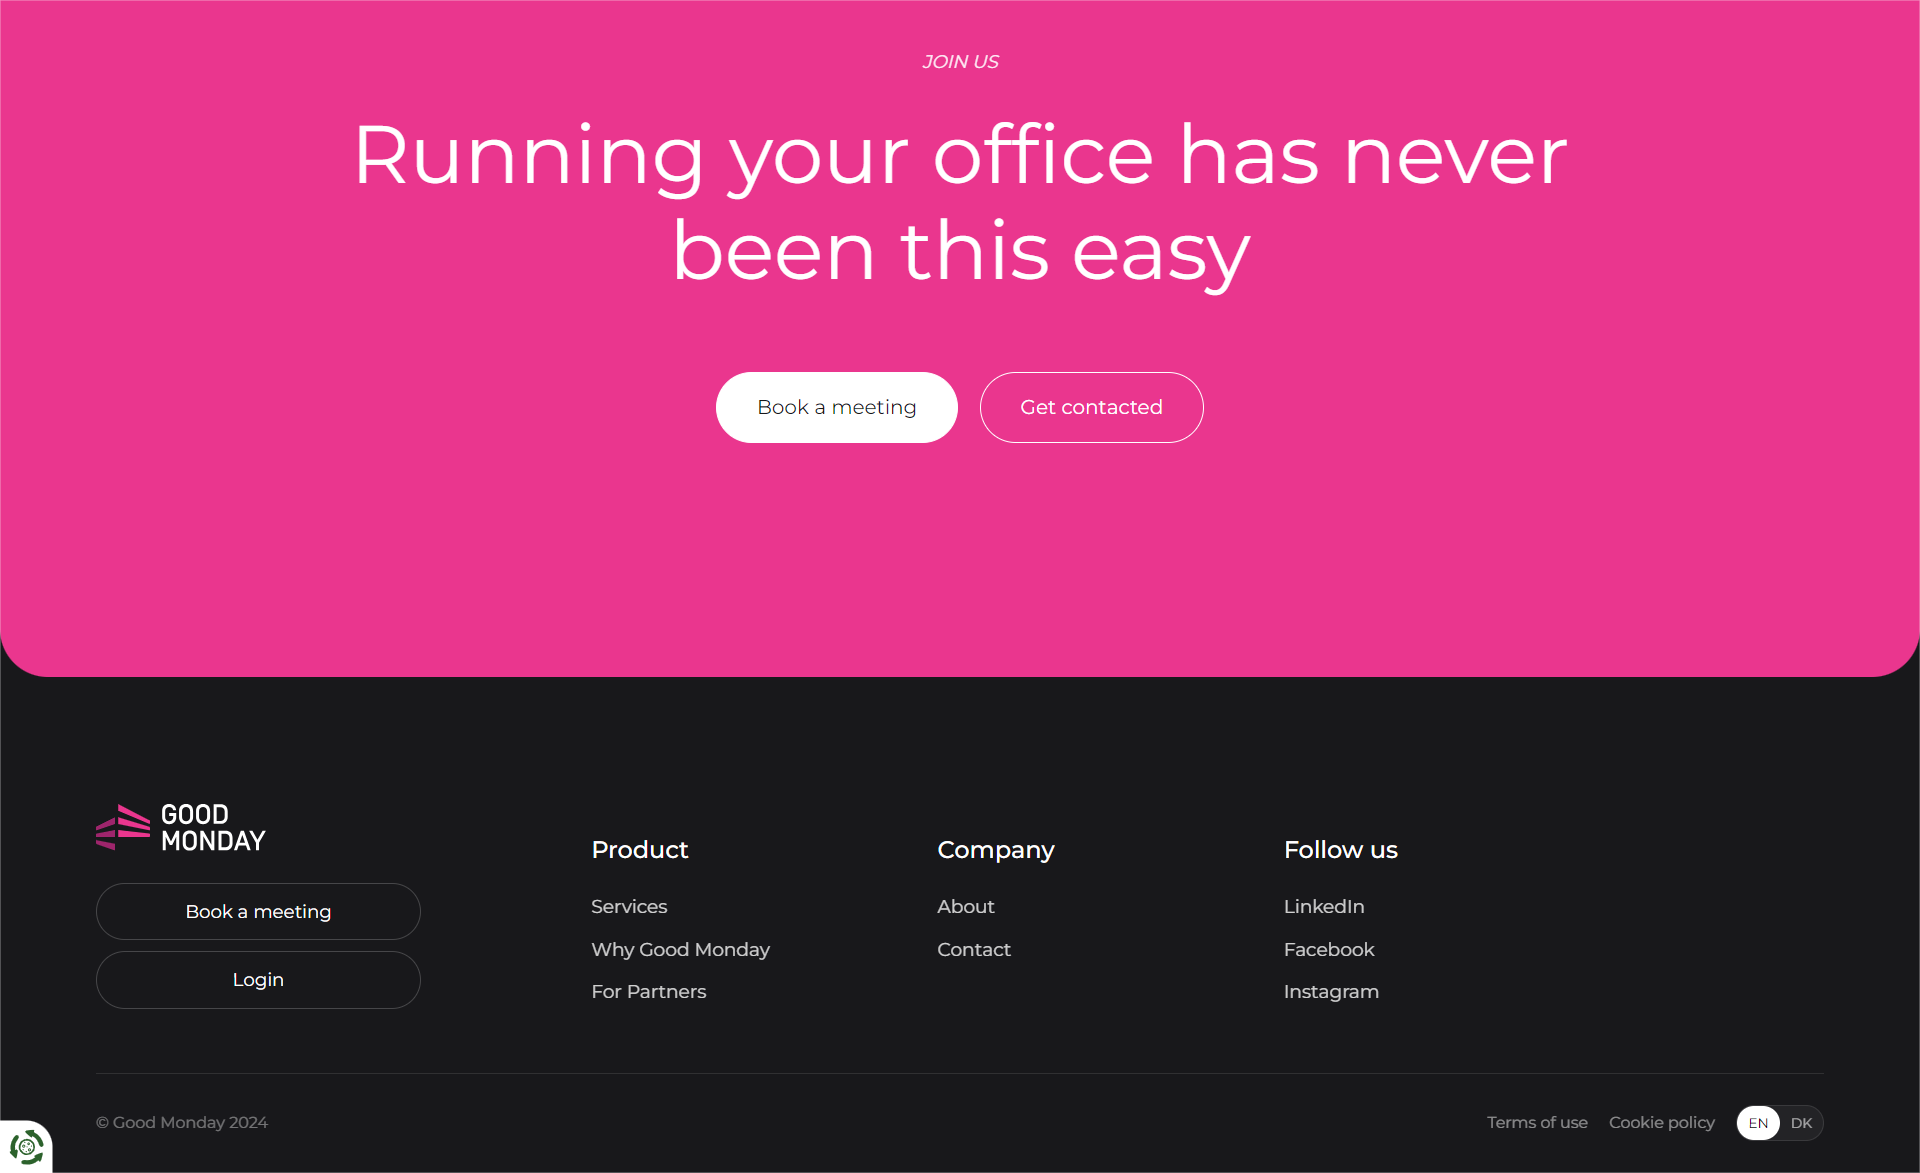 JOIN US
Running your office has never
been this easy
Book a meeting
Get contacted
GOOD
MONDAY
Book a meeting
Login
Product
Services
Why Good Monday
For Partners
Company
About
Contact
Follow us
LinkedIn
Facebook
Instagram
© Good Monday 2024
Terms of use
Cookie policy
EN
DK